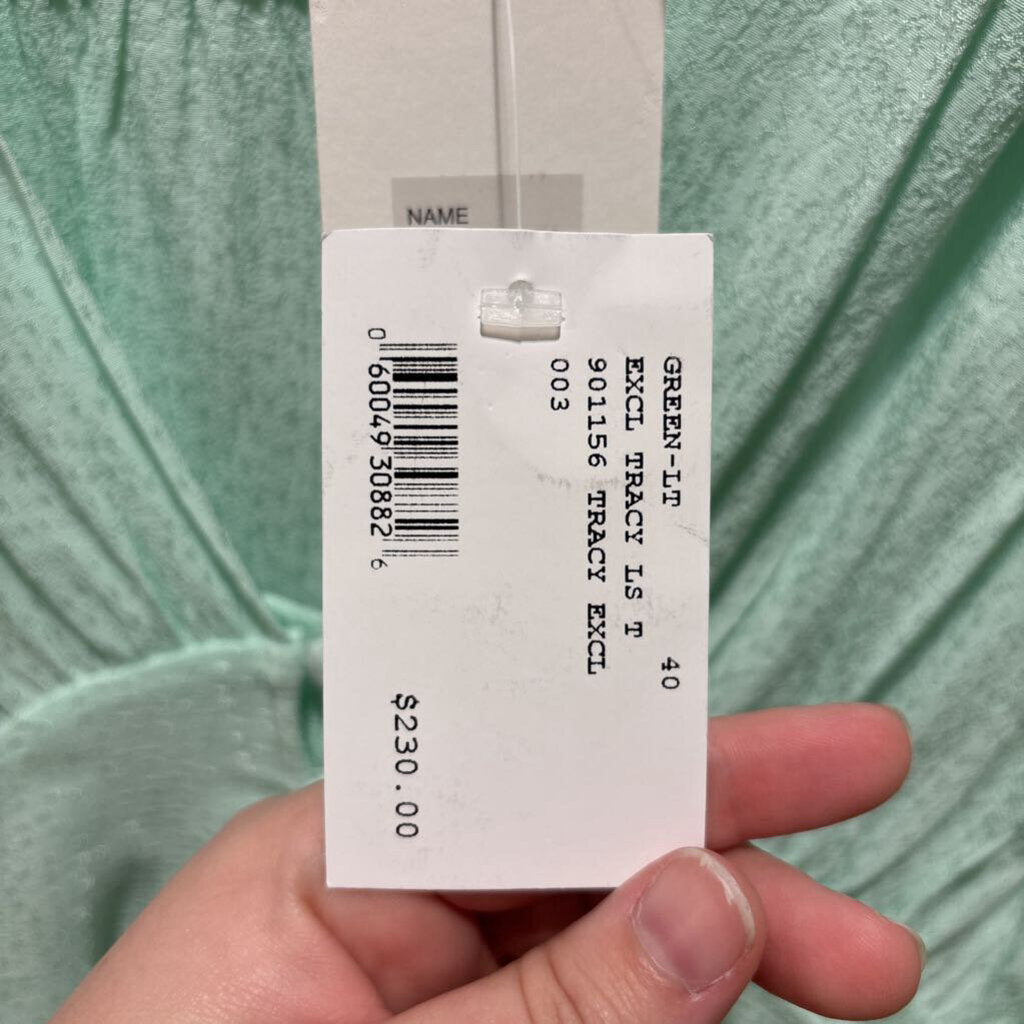 NAME
GREEN-LT 40
EXCL TRACY LS T
901156 TRACY EXCL
003
0 60049 30882 6
$230.00